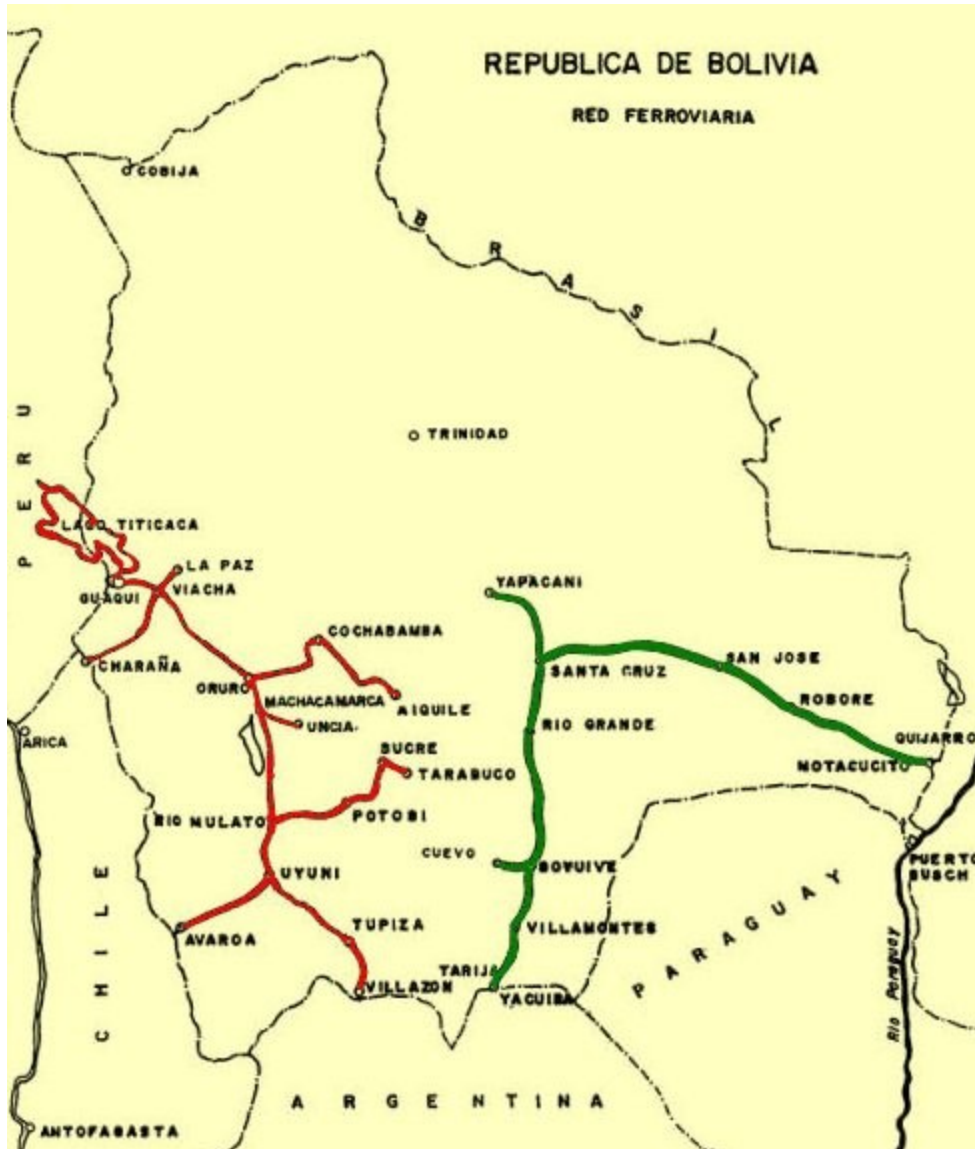 REPUBLICA DE BOLIVIA
RED FERROVIARIA
COBIJA
BRASIL
PERU
TRINIDAD
LAGO TITICACA
LA PAZ
GUAQUI
VIACHA
YAPACANI
COCHABAMBA
CHARAÑA
SANTA CRUZ
SAN JOSE
ORURO
MACHACAMARCA
AIQUILE
ROBORE
UNCIA
RIO GRANDE
ARICA
QUIJARRO
SUCRE
TARABUCO
MOTACUCITO
RIO MULATO
POTOBI
CUEVO
BOYUIVE
PUERTO
BUSCH
UYUNI
CHILE
PARAGUAY
AVAROA
TUPIZA
VILLAMONTES
Rio Paraguay
TARIJA
VILLAZON
YACUIBA
ARGENTINA
ANTOFAGASTA